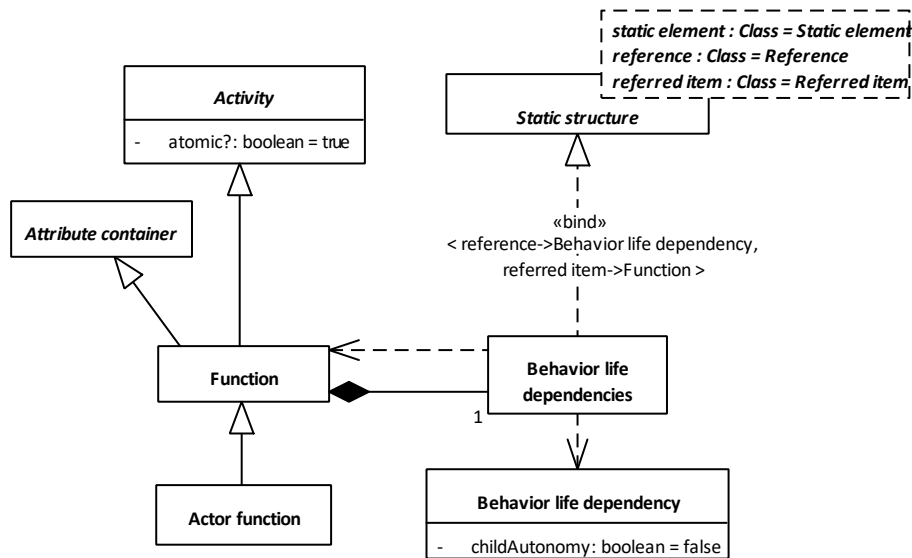 static element : Class = Static element
reference : Class = Reference
referred item : Class = Referred item
Activity
- atomic?: boolean = true
Static structure
«bind»
< reference->Behavior life dependency,
referred item->Function >
Attribute container
Function
Behavior life
dependencies
1
Actor function
Behavior life dependency
- childAutonomy: boolean = false